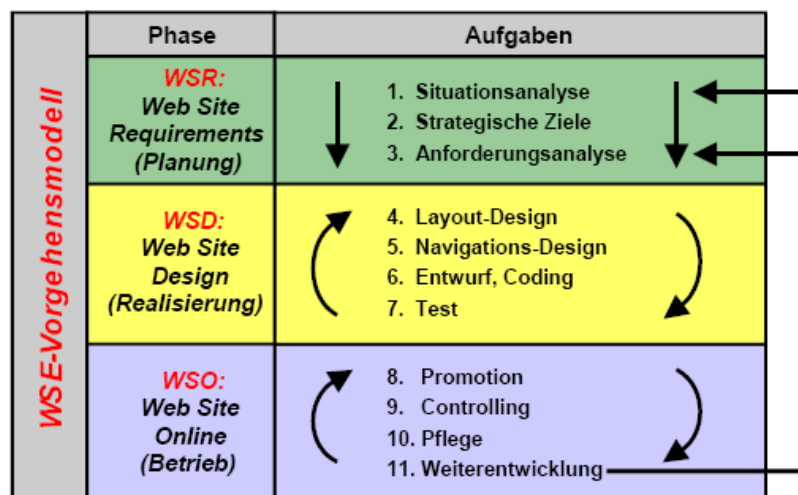 WSE-Vorgehensmodell
Phase
Aufgaben
WSR:
Web Site
Requirements
(Planung)
1. Situationsanalyse
2. Strategische Ziele
3. Anforderungsanalyse
WSD:
Web Site
Design
(Realisierung)
4. Layout-Design
5. Navigations-Design
6. Entwurf, Coding
7. Test
WSO:
Web Site
Online
(Betrieb)
8. Promotion
9. Controlling
10. Pflege
11. Weiterentwicklung